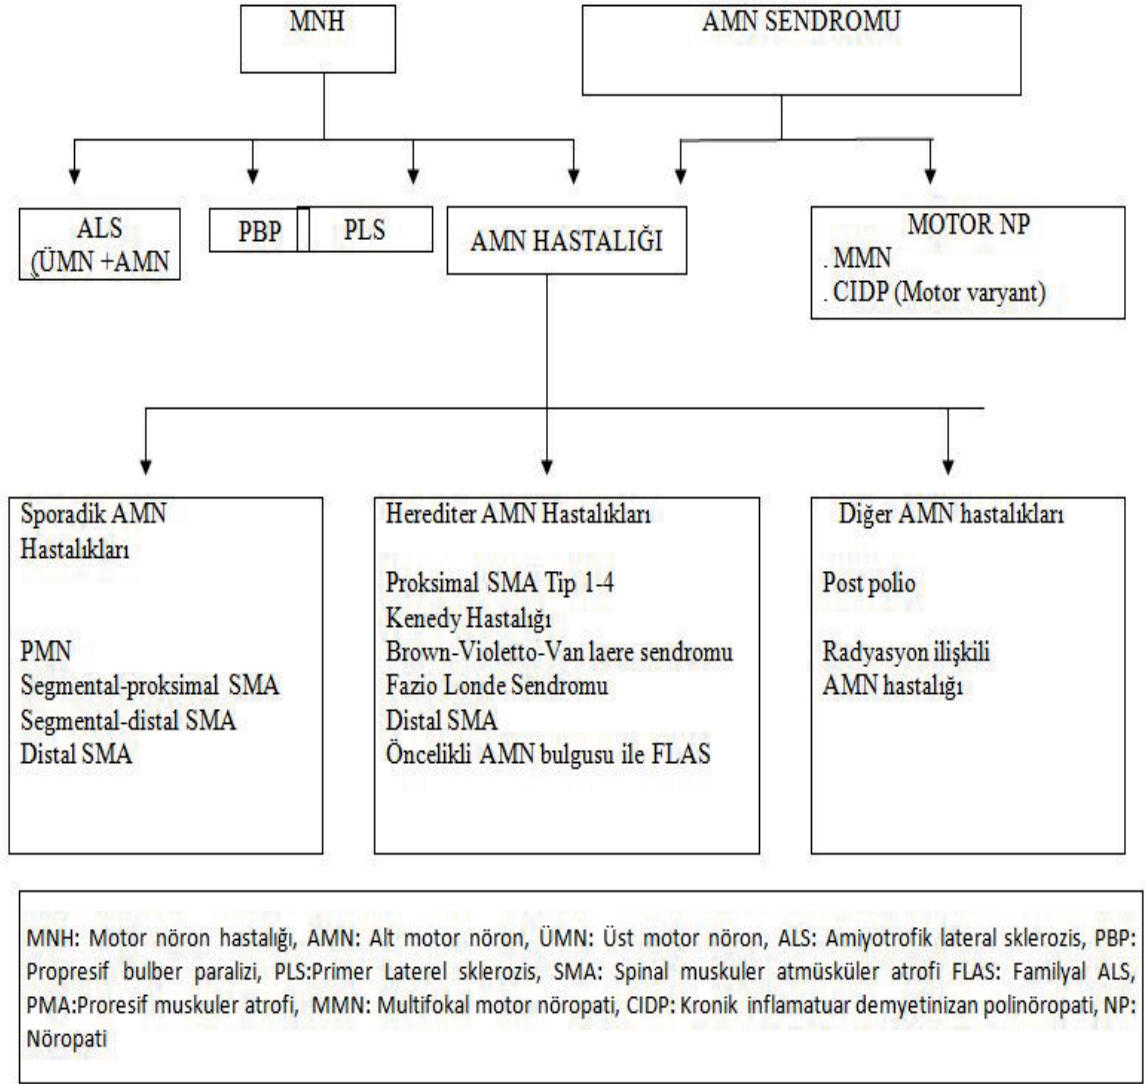 MNH
AMN SENDROMU
ALS
(ÜMN +AMN
PBP
PLS
AMN HASTALIĞI
MOTOR NP
. MMN
. CIDP (Motor varyant)
Sporadik AMN
Hastalıkları
PMN
Segmental-proksimal SMA
Segmental-distal SMA
Distal SMA
Herediter AMN Hastalıkları
Proksimal SMA Tip 1-4
Kenedy Hastalığı
Brown-Violetto-Van laere sendromu
Fazio Londe Sendromu
Distal SMA
Öncelikli AMN bulgusu ile FLAS
Diğer AMN hastalıkları
Post polio
Radyasyon ilişkili
AMN hastalığı
MNH: Motor nöron hastalığı, AMN: Alt motor nöron, ÜMN: Üst motor nöron, ALS: Amiyotrofik lateral sklerozis, PBP:
Propresif bulber paralizi, PLS:Primer Laterel sklerozis, SMA: Spinal muskuler atmüsküler atrofi FLAS: Familyal ALS,
PMA:Proresif muskuler atrofi, MMN: Multifokal motor nöropati, CIDP: Kronik inflamatuar demyetinizan polinöropati, NP:
Nöropati